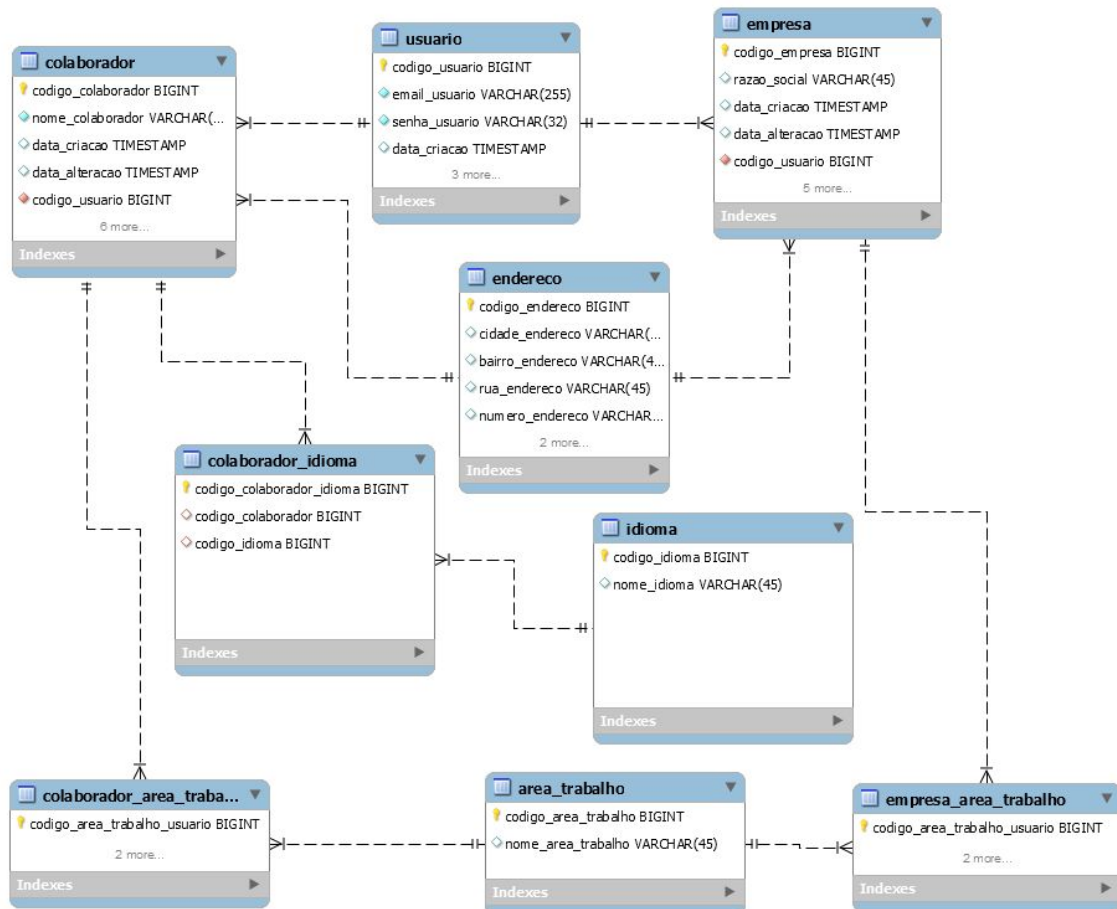 colaborador
codigo_colaborador BIGINT
nome_colaborador VARCHAR(...
data_criacao TIMESTAMP
data_alteracao TIMESTAMP
codigo_usuario BIGINT
6 more...
Indexes
usuario
codigo_usuario BIGINT
email_usuario VARCHAR(255)
senha_usuario VARCHAR(32)
data_criacao TIMESTAMP
3 more...
Indexes
empresa
codigo_empresa BIGINT
razao_social VARCHAR(45)
data_criacao TIMESTAMP
data_alteracao TIMESTAMP
codigo_usuario BIGINT
5 more...
Indexes
endereco
codigo_endereco BIGINT
cidade_endereco VARCHAR(...
bairro_endereco VARCHAR(4...
rua_endereco VARCHAR(45)
numero_endereco VARCHAR...
2 more...
Indexes
colaborador_idioma
codigo_colaborador_idioma BIGINT
codigo_colaborador BIGINT
codigo_idioma BIGINT
Indexes
idioma
codigo_idioma BIGINT
nome_idioma VARCHAR(45)
Indexes
colaborador_area_traba...
codigo_area_trabalho_usuario BIGINT
2 more...
Indexes
area_trabalho
codigo_area_trabalho BIGINT
nome_area_trabalho VARCHAR(45)
Indexes
empresa_area_trabalho
codigo_area_trabalho_usuario BIGINT
2 more...
Indexes